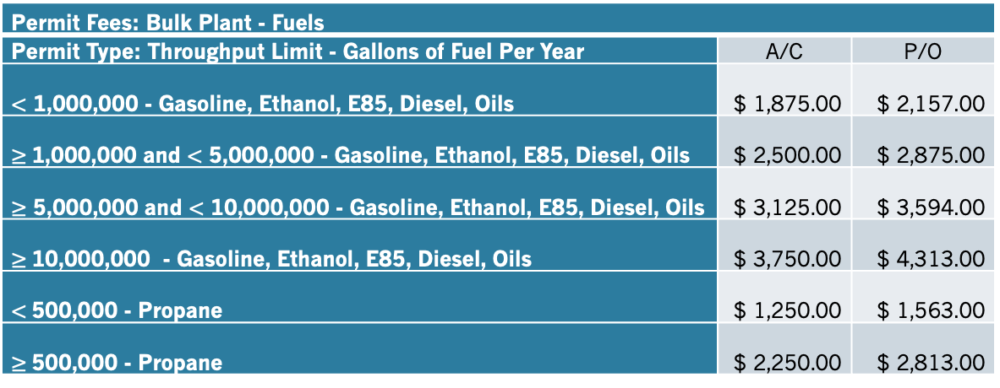 Permit Fees: Bulk Plant - Fuels
Permit Type: Throughput Limit - Gallons of Fuel Per Year A/C P/O
< 1,000,000 - Gasoline, Ethanol, E85, Diesel, Oils $ 1,875.00 $ 2,157.00
≥ 1,000,000 and < 5,000,000 - Gasoline, Ethanol, E85, Diesel, Oils $ 2,500.00 $ 2,875.00
≥ 5,000,000 and < 10,000,000 - Gasoline, Ethanol, E85, Diesel, Oils $ 3,125.00 $ 3,594.00
≥ 10,000,000  - Gasoline, Ethanol, E85, Diesel, Oils $ 3,750.00 $ 4,313.00
< 500,000 - Propane $ 1,250.00 $ 1,563.00
≥ 500,000 - Propane $ 2,250.00 $ 2,813.00